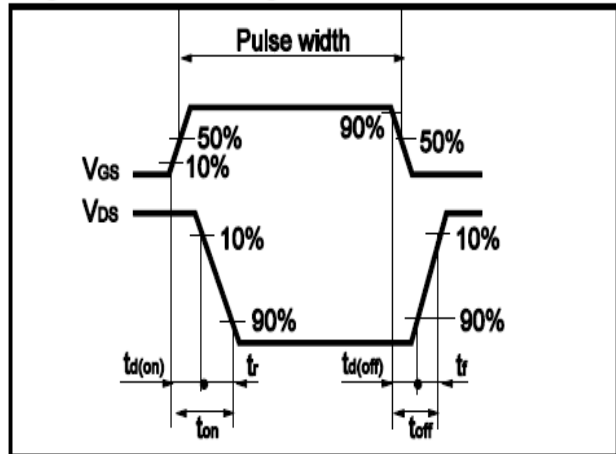 Pulse width
90%
50%
50%
10%
VGS
VDS
10%
10%
90%
90%
td(on)
tr
td(off)
tf
ton
toff